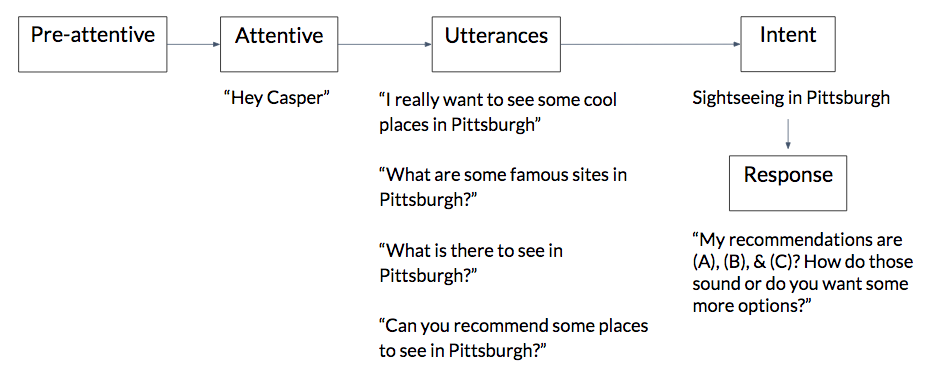 Pre-attentive
Attentive
Utterances
Intent
“Hey Casper”
“I really want to see some cool
places in Pittsburgh”
“What are some famous sites in
Pittsburgh?”
“What is there to see in
Pittsburgh?”
“Can you recommend some places
to see in Pittsburgh?”
Sightseeing in Pittsburgh
Response
“My recommendations are
(A), (B), & (C)? How do those
sound or do you want some
more options?”